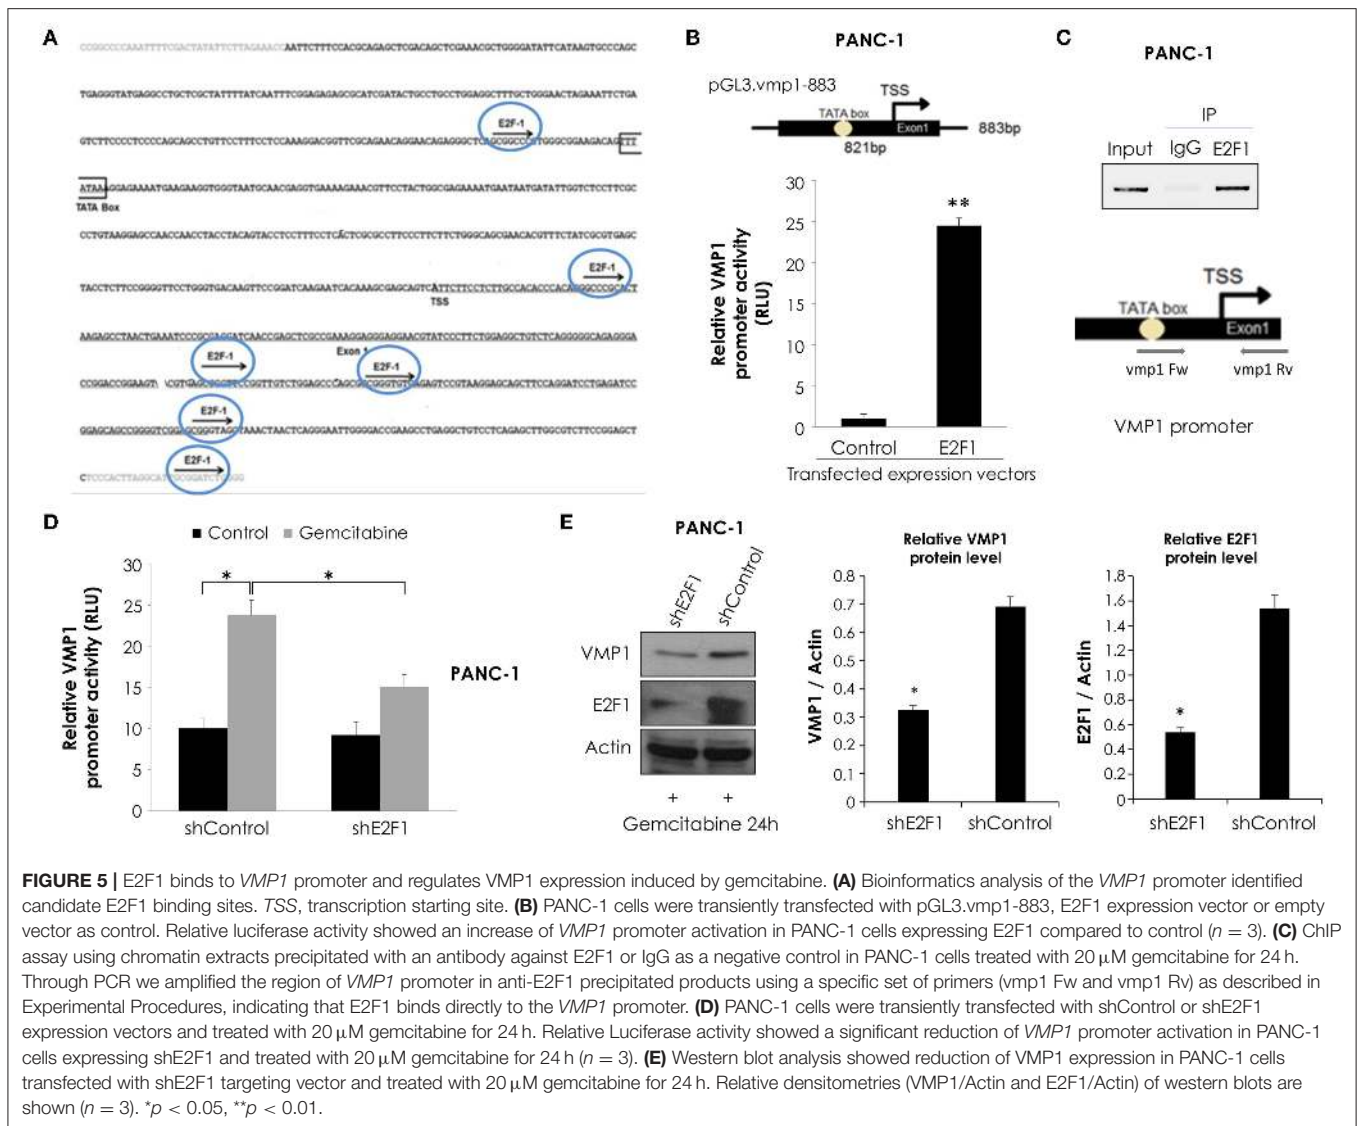 A
CCGGCCCCAAATTTTCGACTATATTCTTAGAAACCAATTCTTTCCACGCAGAGCTCGACAGCTCGAAACGCTGGGGATATTCATAAGTGCCCAGC
TGAGGGTATGAGGCCTGCTCGCTATTTTATCAATTTCGGAGAGAGCGCATCGATACTGCCTGCCTGGAGGCTTTGCTGGGAACTAGAAATTCTGA
E2F-1
TATA Box
E2F-1
TSS
Exon 1
E2F-1
E2F-1
E2F-1
E2F-1
B
PANC-1
pGL3.vmp1-883
TSS
TATA box
Exon1
883bp
821bp
Relative VMP1
promoter activity
(RLU)
30
25
20
15
10
5
0
**
Control E2F1
Transfected expression vectors
C
PANC-1
IP
Input IgG E2F1
TSS
TATA box
Exon1
vmp1 Fw vmp1 Rv
VMP1 promoter
D
Control Gemcitabine
Relative VMP1
promoter activity (RLU)
30
25
20
15
10
5
0
* *
PANC-1
shControl shE2F1
E
PANC-1
shE2F1 shControl
VMP1
E2F1
Actin
+ +
Gemcitabine 24h
Relative VMP1
protein level
VMP1 / Actin
0.8
0.7
0.6
0.5
0.4
0.3
0.2
0.1
0
*
shE2F1 shControl
Relative E2F1
protein level
E2F1 / Actin
1.8
1.6
1.4
1.2
1
0.8
0.6
0.4
0.2
0
*
shE2F1 shControl
FIGURE 5 | E2F1 binds to VMP1 promoter and regulates VMP1 expression induced by gemcitabine. (A) Bioinformatics analysis of the VMP1 promoter identified
candidate E2F1 binding sites. TSS, transcription starting site. (B) PANC-1 cells were transiently transfected with pGL3.vmp1-883, E2F1 expression vector or empty
vector as control. Relative luciferase activity showed an increase of VMP1 promoter activation in PANC-1 cells expressing E2F1 compared to control (n = 3). (C) ChIP
assay using chromatin extracts precipitated with an antibody against E2F1 or IgG as a negative control in PANC-1 cells treated with 20 μM gemcitabine for 24 h.
Through PCR we amplified the region of VMP1 promoter in anti-E2F1 precipitated products using a specific set of primers (vmp1 Fw and vmp1 Rv) as described in
Experimental Procedures, indicating that E2F1 binds directly to the VMP1 promoter. (D) PANC-1 cells were transiently transfected with shControl or shE2F1
expression vectors and treated with 20 μM gemcitabine for 24 h. Relative Luciferase activity showed a significant reduction of VMP1 promoter activation in PANC-1
cells expressing shE2F1 and treated with 20 μM gemcitabine for 24 h (n = 3). (E) Western blot analysis showed reduction of VMP1 expression in PANC-1 cells
transfected with shE2F1 targeting vector and treated with 20 μM gemcitabine for 24 h. Relative densitometries (VMP1/Actin and E2F1/Actin) of western blots are
shown (n = 3). *p < 0.05, **p < 0.01.